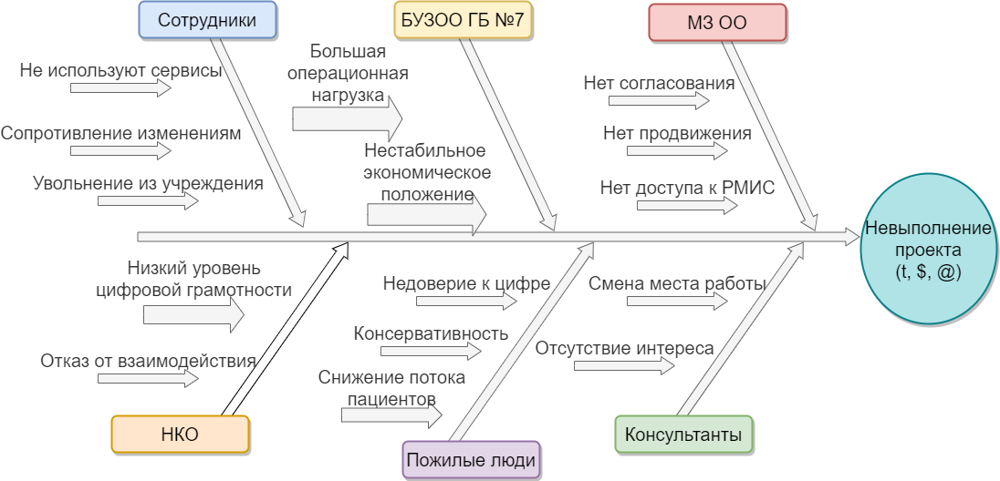 Сотрудники
БУЗОО ГБ №7
МЗ ОО
Не используют сервисы
Сопротивление изменениям
Увольнение из учреждения
Большая
операционная
нагрузка
Нестабильное
экономическое
положение
Нет согласования
Нет продвижения
Нет доступа к РМИС
Невыполнение
проекта
(t, $, @)
Низкий уровень
цифровой грамотности
Отказ от взаимодействия
Недоверие к цифре
Консервативность
Снижение потока
пациентов
Смена места работы
Отсутствие интереса
НКО
Пожилые люди
Консультанты